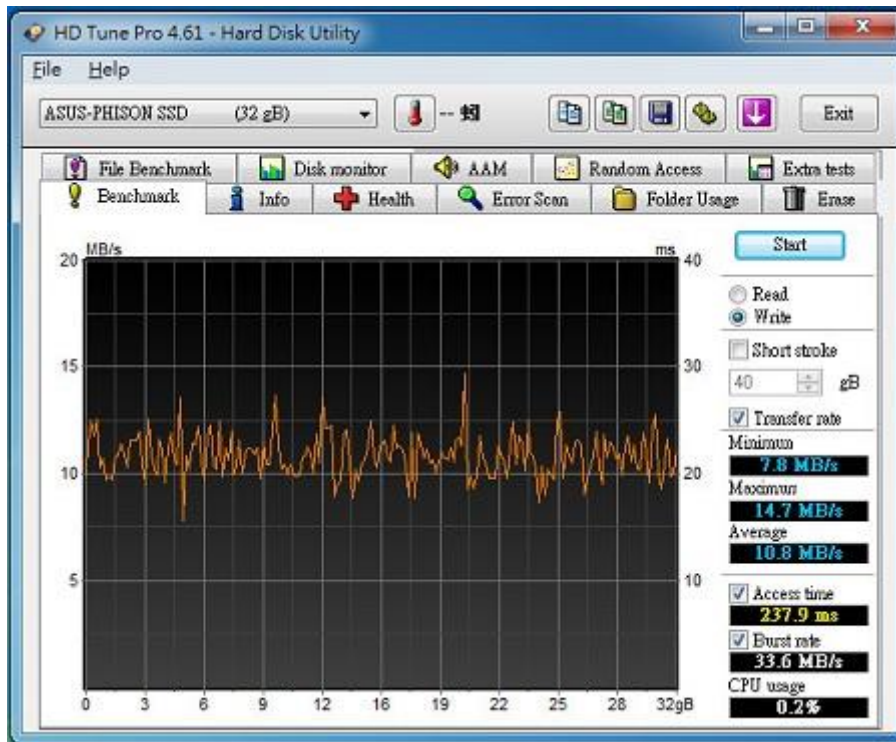 HD Tune Pro 4.61 - Hard Disk Utility
File Help
ASUS-PHISON SSD (32 gB) -- 蚓 Exit
File Benchmark Disk monitor AAM Random Access Extra tests
Benchmark Info Health Error Scan Folder Usage Erase
Start
Read
Write
Short stroke
40 gB
Transfer rate
Minimun
7.8 MB/s
Maximun
14.7 MB/s
Average
10.8 MB/s
Access time
237.9 ms
Burst rate
33.6 MB/s
CPU usage
0.2%
MB/s ms
20 40
15 30
10 20
5 10
0 3 6 9 12 16 19 22 25 28 32gB